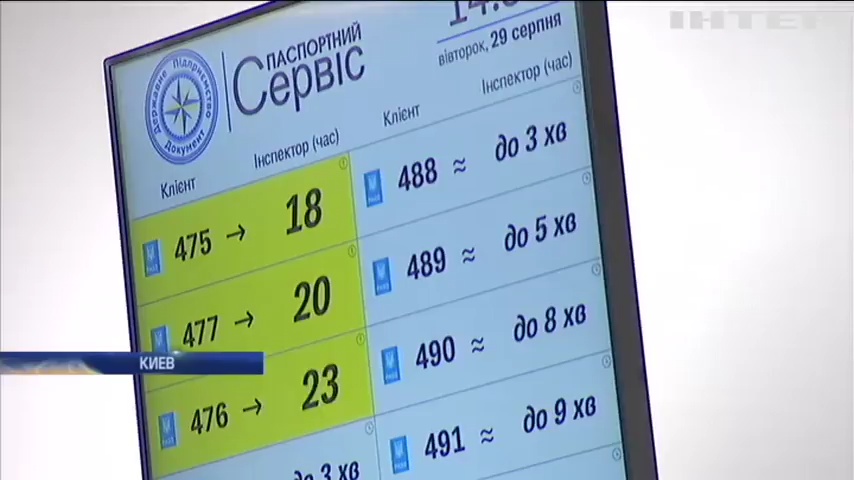 ІНТЕР
ПАСПОРТНИЙ
Сервіс
Державне Підприємство
Документ
вівторок, 29 серпня
Клієнт Інспектор (час)
Клієнт Інспектор (час)
475 → 18
477 → 20
476 → 23
до 3 хв
488 ≈ до 3 хв
489 ≈ до 5 хв
490 ≈ до 8 хв
491 ≈ до 9 хв
КИЕВ